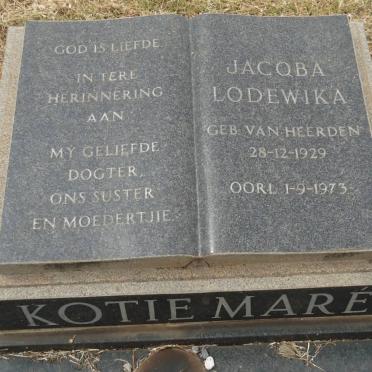 GOD IS LIEFDE
IN TERE
HERINNERING
AAN
MY GELIEFDE
DOGTER,
ONS SUSTER
EN MOEDERTJIE.
JACOBA
LODEWIKA
GEB. VAN HEERDEN
28-12-1929
OORL. 1-9-1973.
KOTIE MARÉ